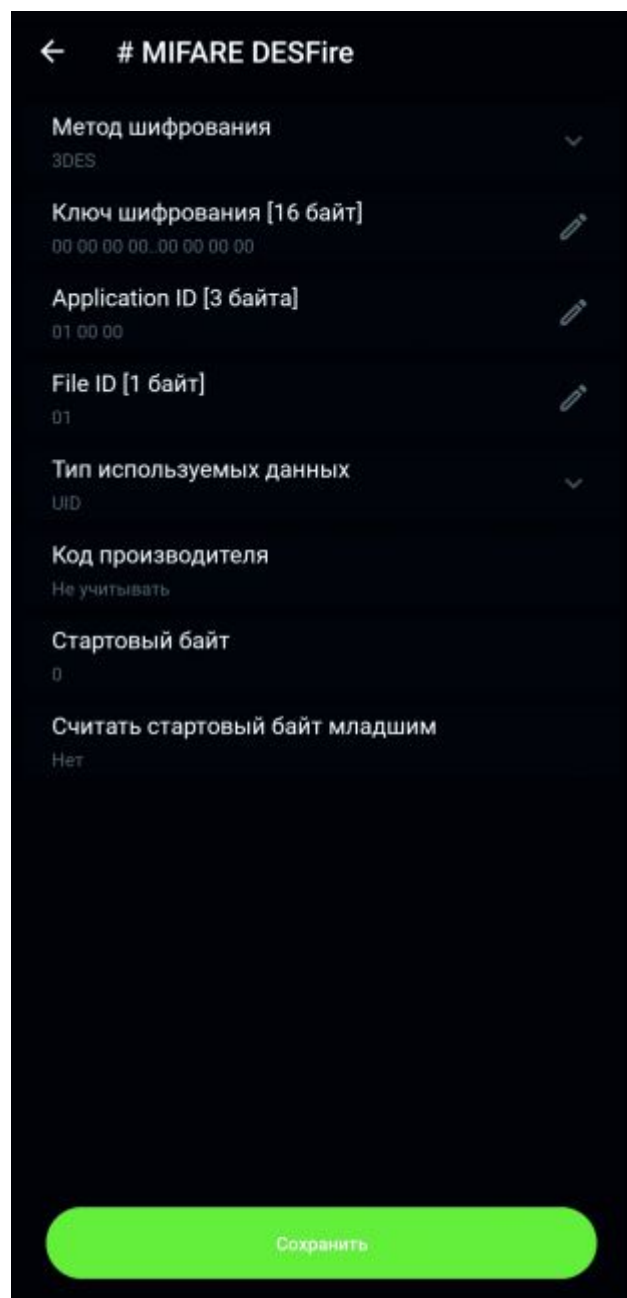 # MIFARE DESFire
Метод шифрования
3DES
Ключ шифрования [16 байт]
00 00 00 00..00 00 00 00
Application ID [3 байта]
01 00 00
File ID [1 байт]
01
Тип используемых данных
UID
Код производителя
Не учитывать
Стартовый байт
0
Считать стартовый байт младшим
Нет
Сохранить